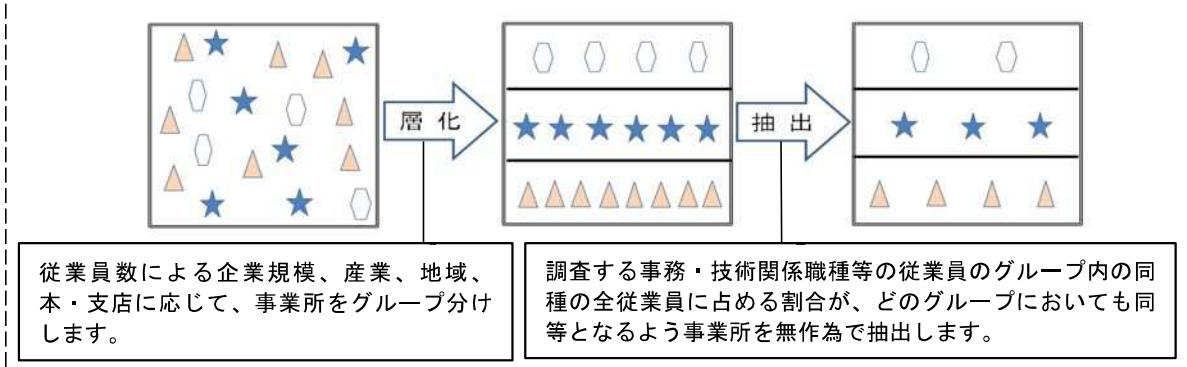 層化
抽出
従業員数による企業規模、産業、地域、
本・支店に応じて、事業所をグループ分け
します。
調査する事務・技術関係職種等の従業員のグループ内の同
種の全従業員に占める割合が、どのグループにおいても同
等となるよう事業所を無作為で抽出します。